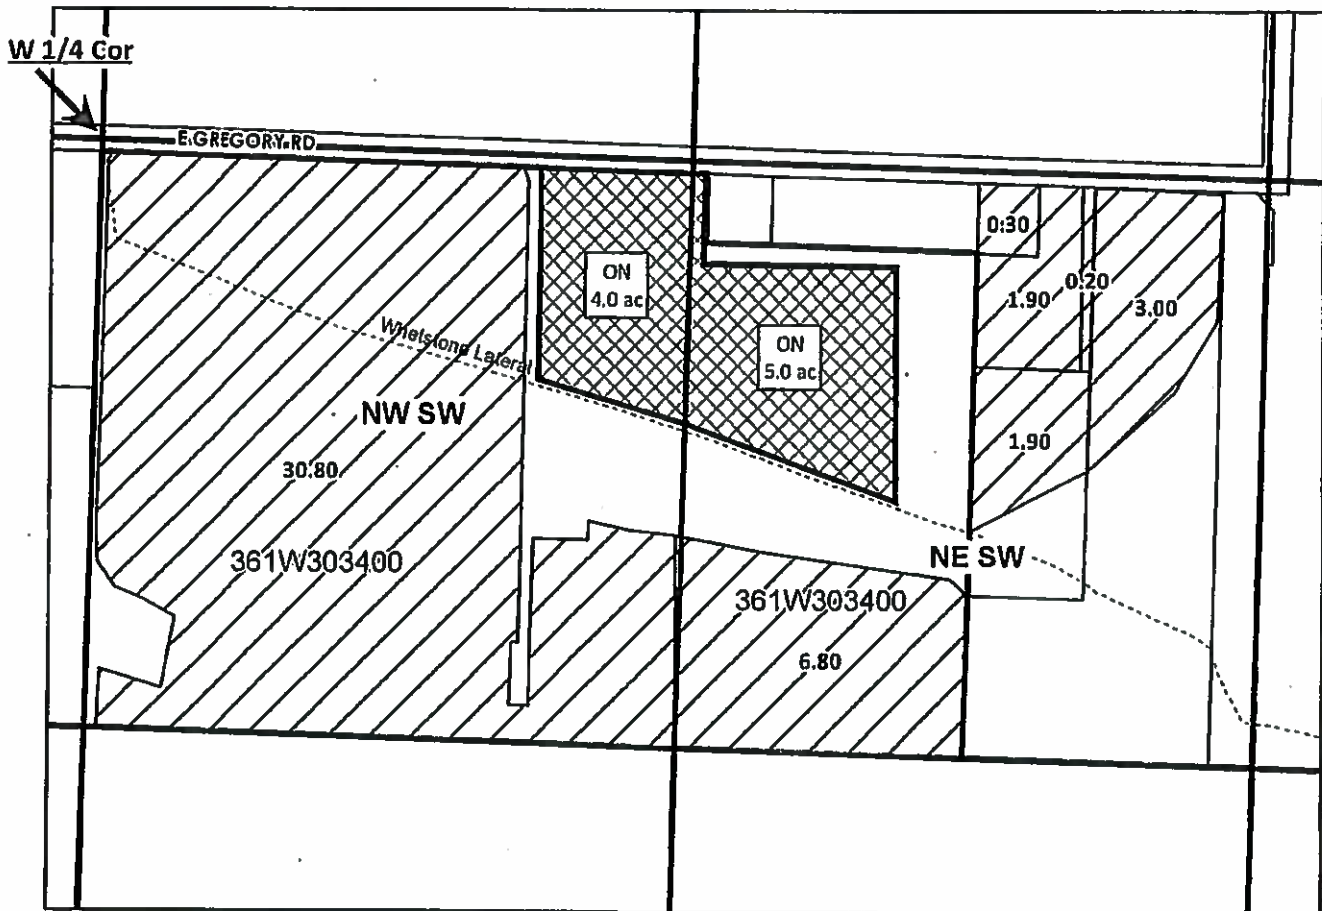 W 1/4 Cor
E GREGORY RD
0.30
ON
4.0 ac
0.20
1.90
3.00
ON
5.0 ac
Whetstone Lateral
NW SW
1.90
30.80
NE SW
361W303400
361W303400
6.80